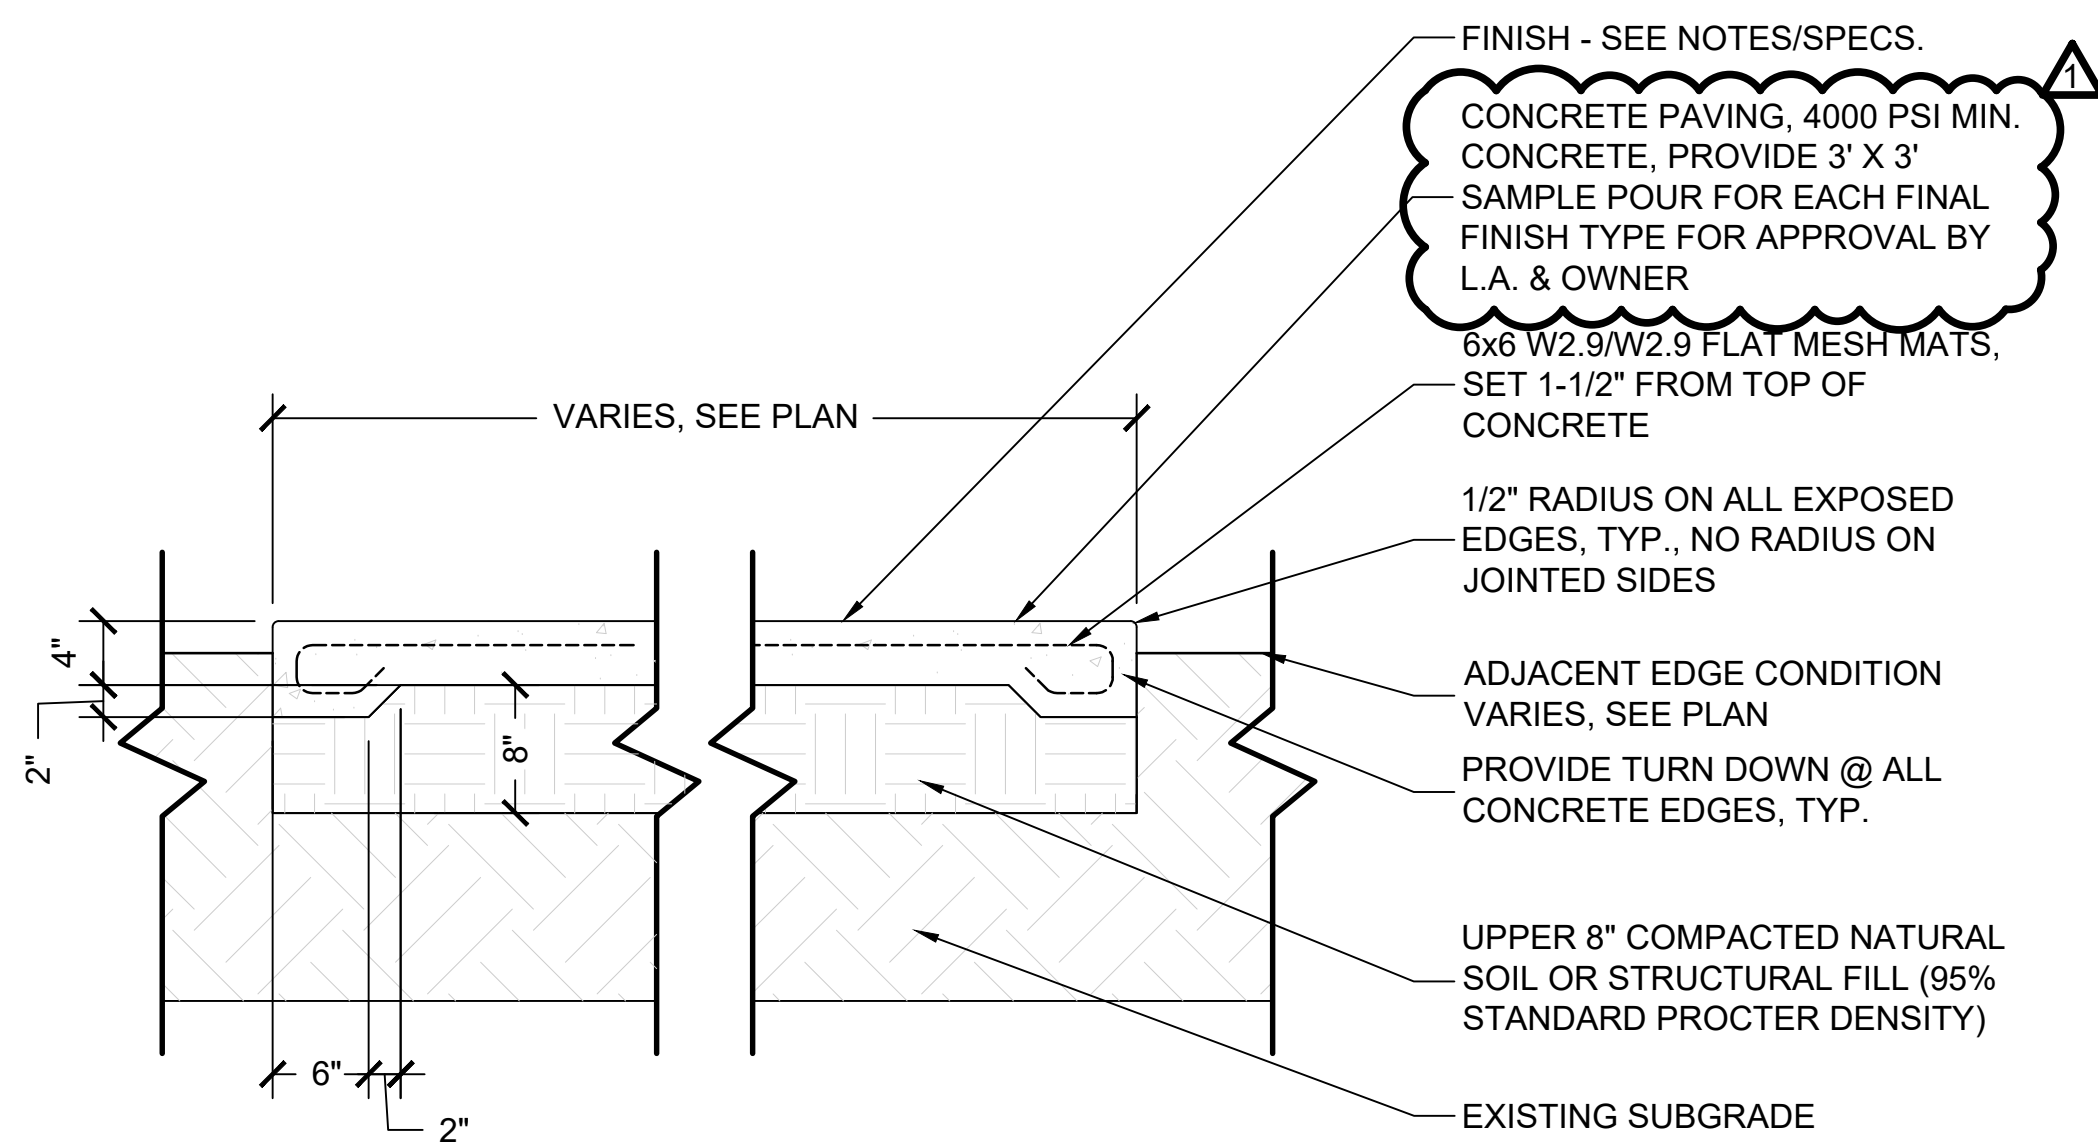 FINISH - SEE NOTES/SPECS.
1
CONCRETE PAVING, 4000 PSI MIN.
CONCRETE, PROVIDE 3' X 3'
SAMPLE POUR FOR EACH FINAL
FINISH TYPE FOR APPROVAL BY
L.A. & OWNER
6x6 W2.9/W2.9 FLAT MESH MATS,
SET 1-1/2" FROM TOP OF
CONCRETE
VARIES, SEE PLAN
1/2" RADIUS ON ALL EXPOSED
EDGES, TYP., NO RADIUS ON
JOINTED SIDES
4"
2"
8"
ADJACENT EDGE CONDITION
VARIES, SEE PLAN
PROVIDE TURN DOWN @ ALL
CONCRETE EDGES, TYP.
UPPER 8" COMPACTED NATURAL
SOIL OR STRUCTURAL FILL (95%
STANDARD PROCTER DENSITY)
6"
2"
EXISTING SUBGRADE